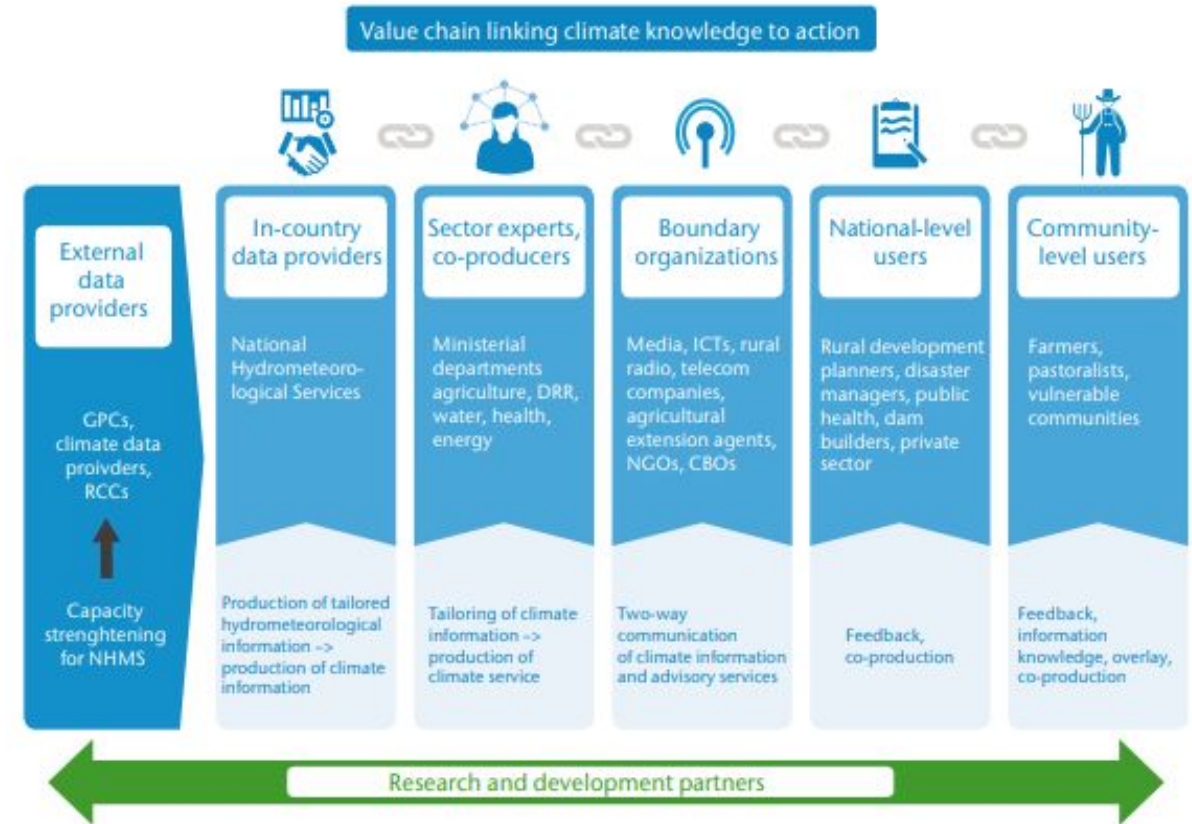 Value chain linking climate knowledge to action
External
data
providers
GPCs,
climate data
proivders,
RCCs
Capacity
strenghtening
for NHMS
In-country
data providers
National
Hydrometeoro-
logical Services
Production of tailored
hydrometeorological
information –>
production of climate
information
Sector experts,
co-producers
Ministerial
departments
agriculture, DRR,
water, health,
energy
Tailoring of climate
information –>
production of
climate service
Boundary
organizations
Media, ICTs, rural
radio, telecom
companies,
agricultural
extension agents,
NGOs, CBOs
Two-way
communication
of climate information
and advisory services
National-level
users
Rural development
planners, disaster
managers, public
health, dam
builders, private
sector
Feedback,
co-production
Community-
level users
Farmers,
pastoralists,
vulnerable
communities
Feedback,
information
knowledge, overlay,
co-production
Research and development partners